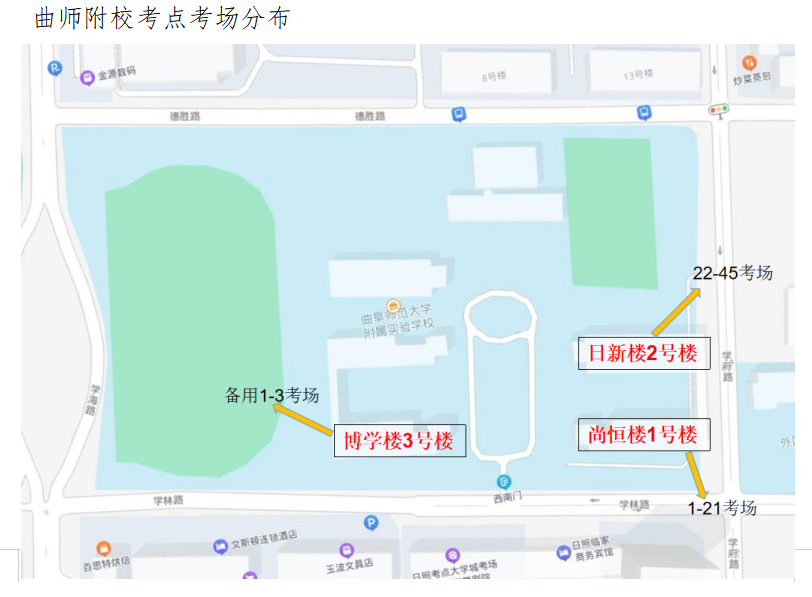 曲师附校考点考场分布
金源数码
8号楼
13号楼
炒菜蒸包
德胜路
德胜路
22-45考场
曲阜师范大学
附属实验学校
日新楼2号楼
学府路
学海路
备用1-3考场
博学楼3号楼
尚恒楼1号楼
西南门
学林路
学林路
1-21考场
文斯顿连锁酒店
百思特烘焙
玉波文具店
日照考点大学城考场
日照临家
商务宾馆
学府路